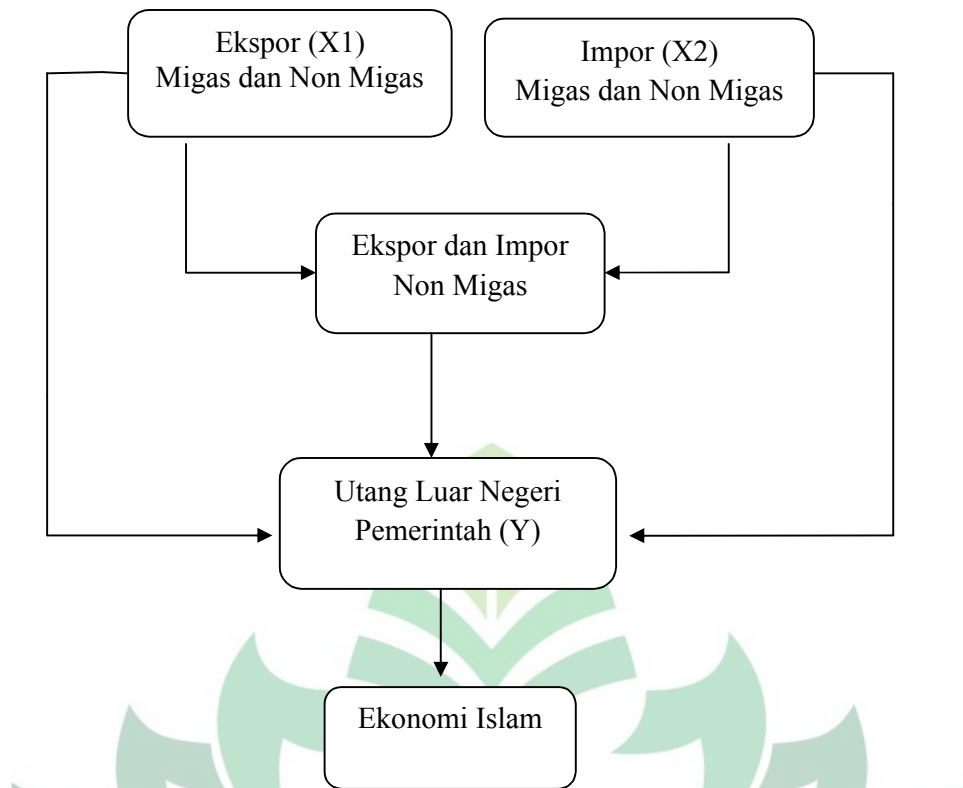 Ekspor (X1)
Migas dan Non Migas
Impor (X2)
Migas dan Non Migas
Ekspor dan Impor
Non Migas
Utang Luar Negeri
Pemerintah (Y)
Ekonomi Islam